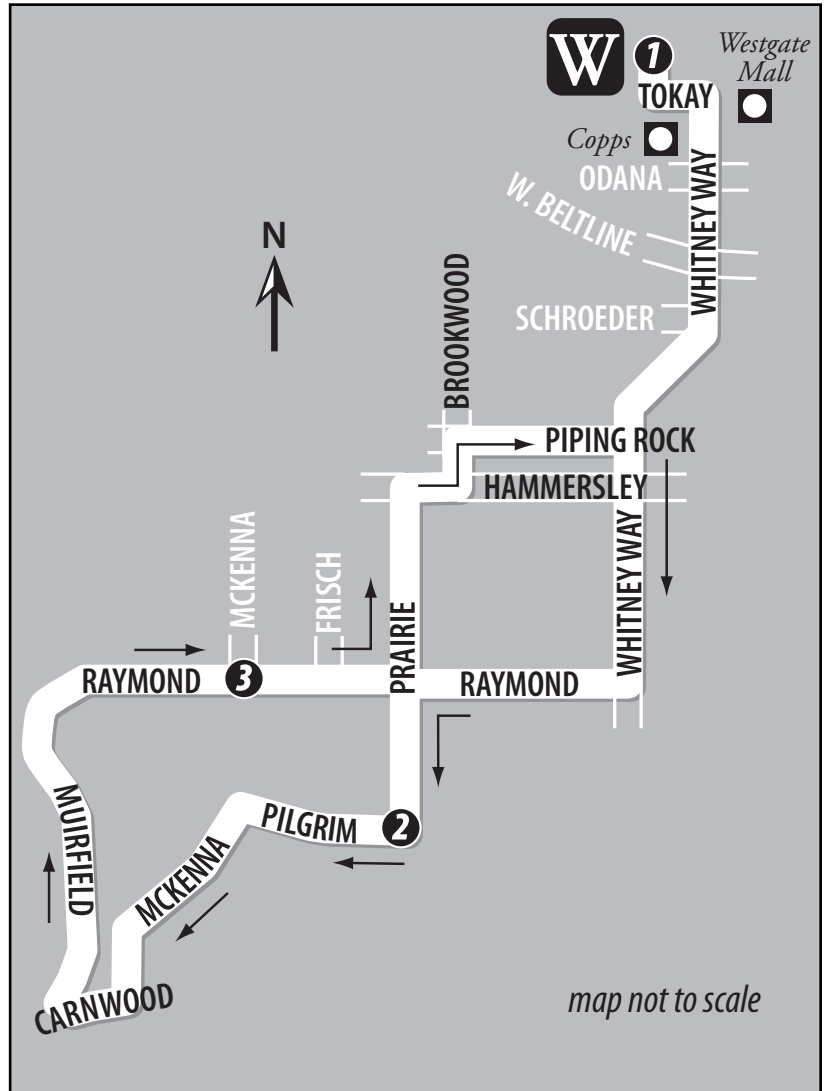 W
1
Westgate
Mall
TOKAY
Copps
ODANA
WHITNEY WAY
W. BELTLINE
N
SCHROEDER
BROOKWOOD
PIPING ROCK
HAMMERSLEY
MCKENNA
FRISCH
PRAIRIE
WHITNEY WAY
RAYMOND
3
RAYMOND
MUIRFIELD
PILGRIM
2
MCKENNA
CARNWOOD
map not to scale